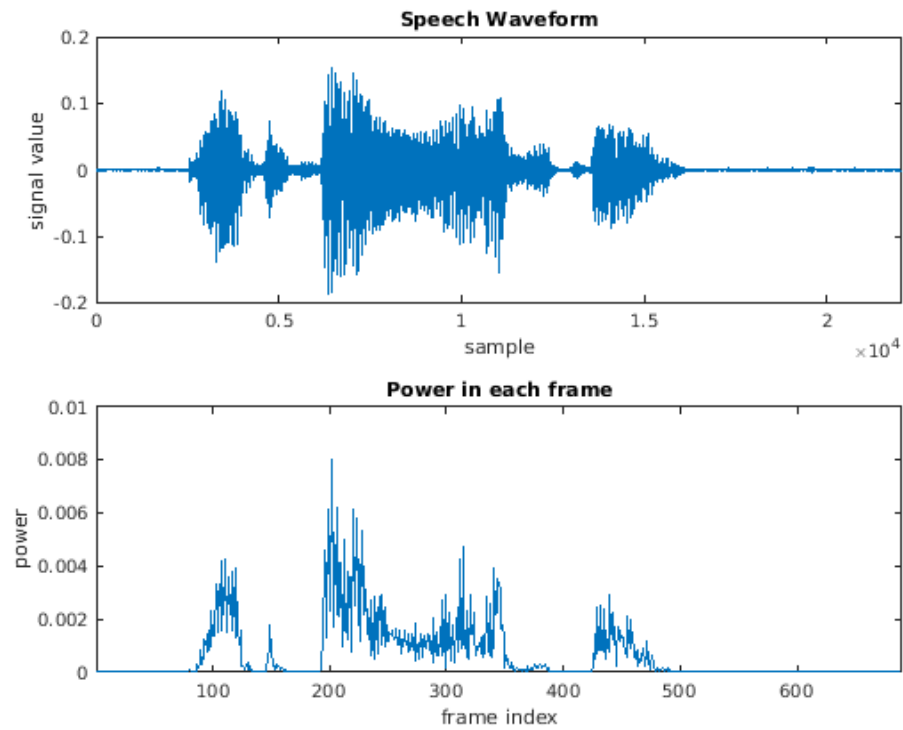 Speech Waveform
0.2
0.1
0
-0.1
-0.2
signal value
0 0.5 1 1.5 2
sample
×10^4
Power in each frame
0.01
0.008
0.006
0.004
0.002
0
power
100 200 300 400 500 600
frame index